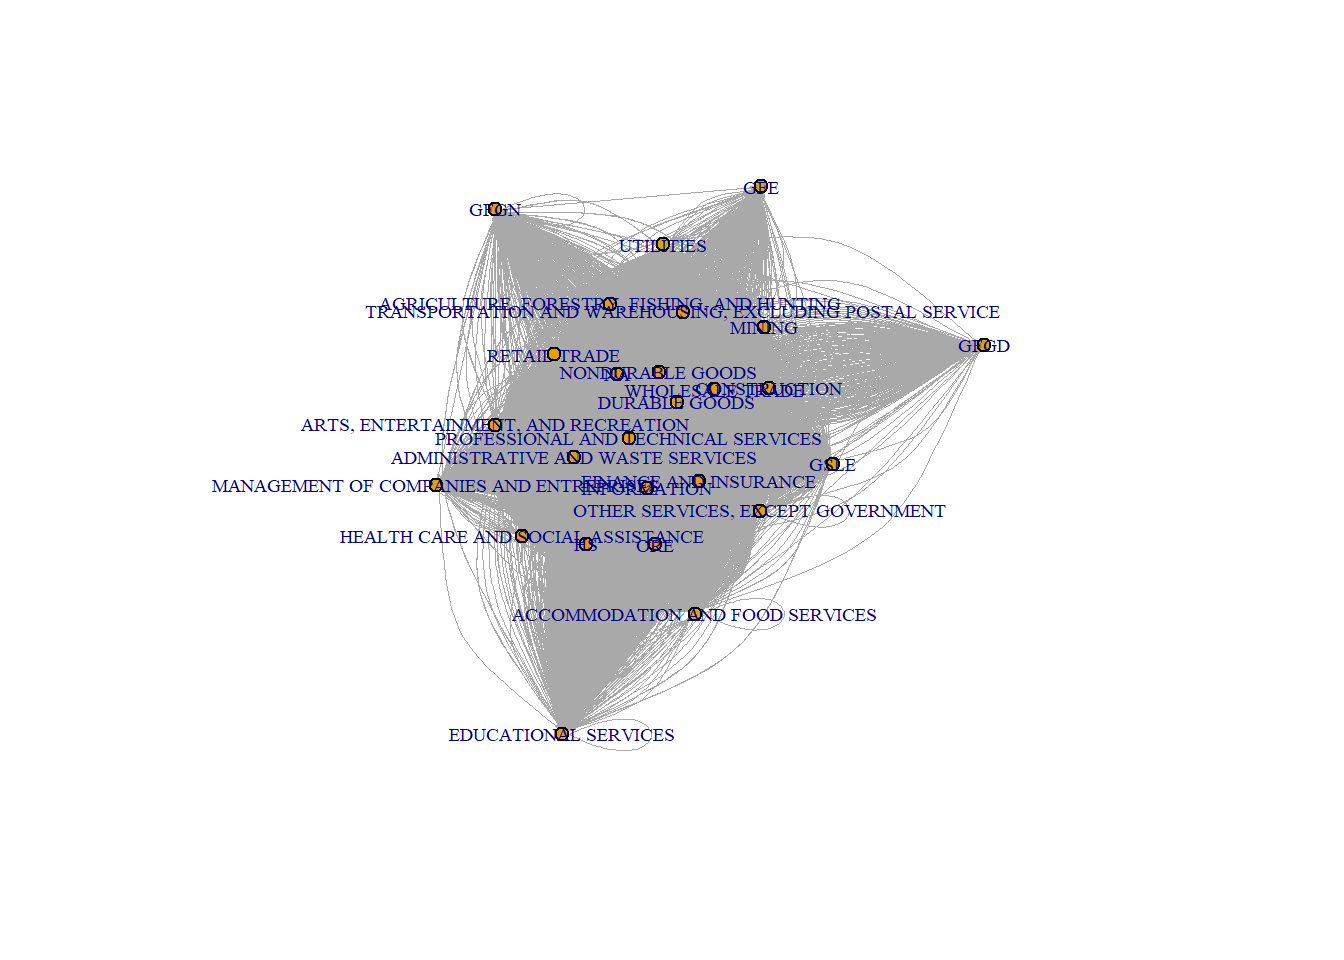 GFE
GFGN
UTILITIES
AGRICULTURE, FORESTRY, FISHING, AND HUNTING
TRANSPORTATION AND WAREHOUSING, EXCLUDING POSTAL SERVICE
MINING
GFGD
RETAIL TRADE
NONDURABLE GOODS
NA
WHOLESALE TRADE
CONSTRUCTION
DURABLE GOODS
ARTS, ENTERTAINMENT, AND RECREATION
PROFESSIONAL AND TECHNICAL SERVICES
ADMINISTRATIVE AND WASTE SERVICES
GSLE
FINANCE AND INSURANCE
MANAGEMENT OF COMPANIES AND ENTERPRISES
INFORMATION
OTHER SERVICES, EXCEPT GOVERNMENT
HEALTH CARE AND SOCIAL ASSISTANCE
HS
ORE
ACCOMMODATION AND FOOD SERVICES
EDUCATIONAL SERVICES